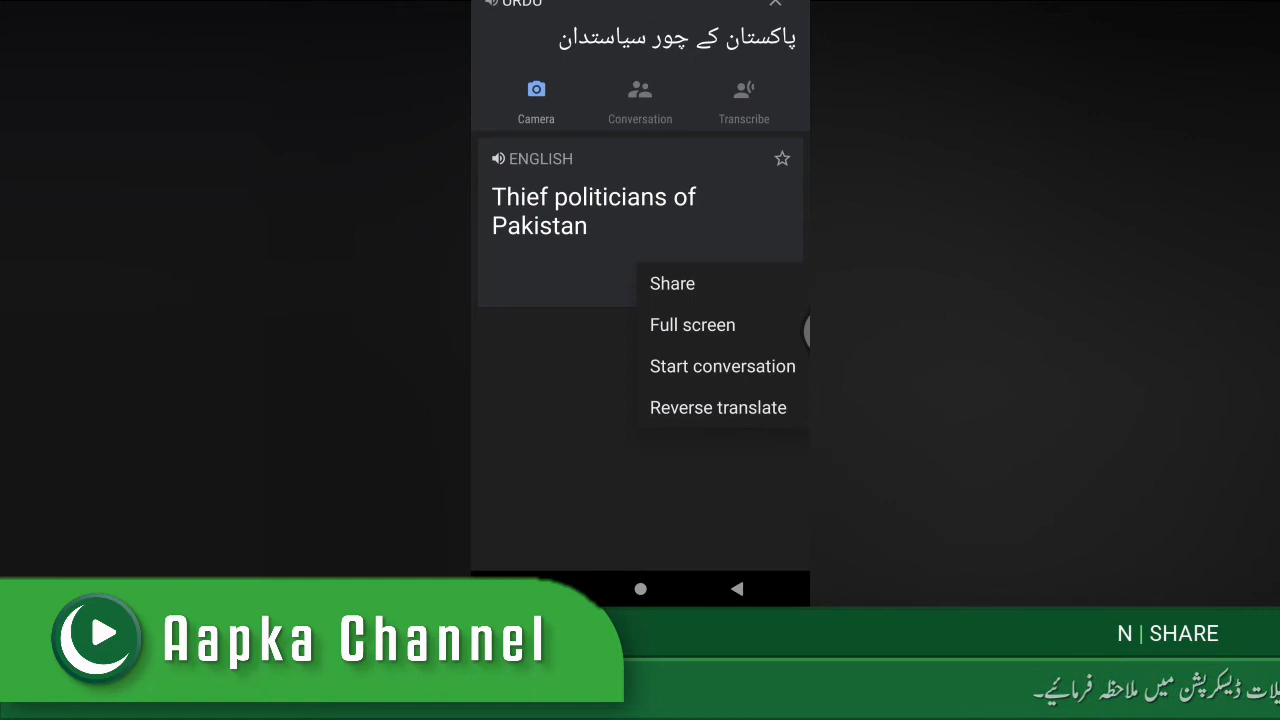 URDU
پاکستان کے چور سیاستدان
Camera
Conversation
Transcribe
ENGLISH
Thief politicians of
Pakistan
Share
Full screen
Start conversation
Reverse translate
Aapka Channel
N | SHARE
ڈیسکرپشن میں ملاحظہ فرمائیے۔